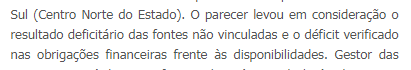 Sul (Centro Norte do Estado). O parecer levou em consideração o
resultado deficitário das fontes não vinculadas e o déficit verificado
nas obrigações financeiras frente às disponibilidades. Gestor das